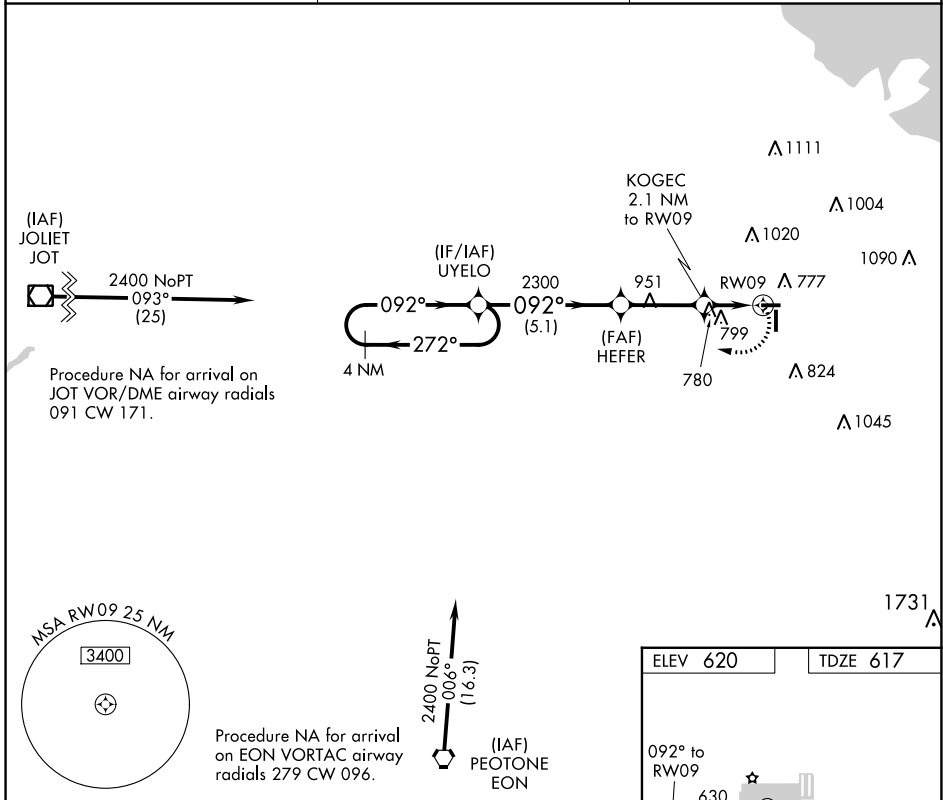 1111
KOGEC
2.1 NM
to RW09
1004
(IAF)
JOLIET
JOT
1020
(IF/IAF)
UYELO
1090
2400 NoPT
093°
(25)
2300
092°
092°
(5.1)
951
RW09
777
799
272°
4 NM
(FAF)
HEFER
780
824
Procedure NA for arrival on
JOT VOR/DME airway radials
091 CW 171.
1045
1731
MSA RW09 25 NM
3400
2400 NoPT
006°
(16.3)
ELEV 620
TDZE 617
Procedure NA for arrival
on EON VORTAC airway
radials 279 CW 096.
(IAF)
PEOTONE
EON
092° to
RW09
630